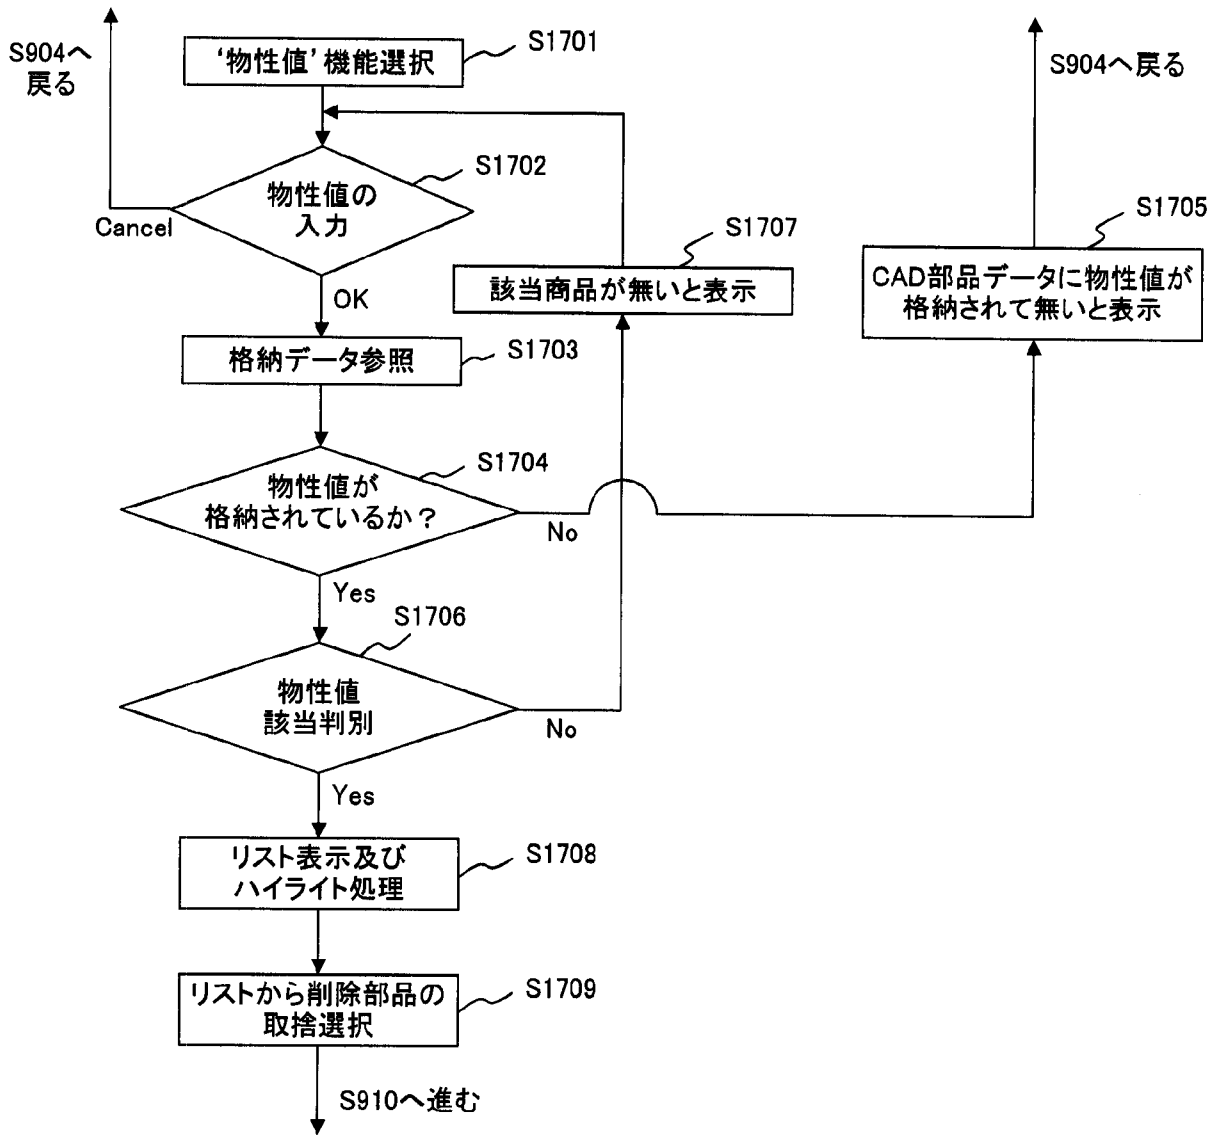 S904へ
戻る
'物性値'機能選択
S1701
S904へ戻る
物性値の
入力
S1702
Cancel
OK
S1707
該当商品が無いと表示
S1705
CAD部品データに物性値が
格納されて無いと表示
格納データ参照
S1703
S1704
物性値が
格納されているか？
No
Yes
S1706
物性値
該当判別
No
Yes
リスト表示及び
ハイライト処理
S1708
リストから削除部品の
取捨選択
S1709
S910へ進む